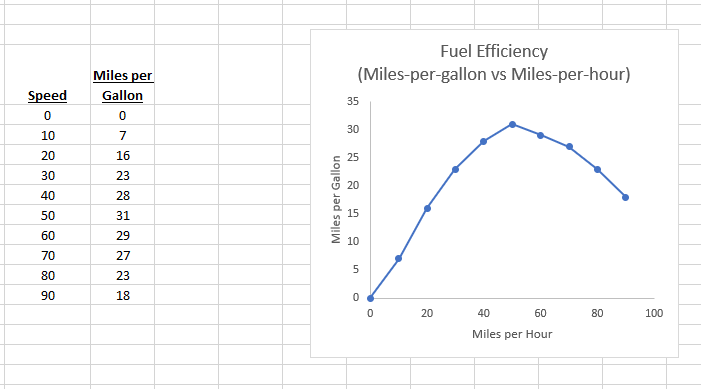 Miles per
Speed Gallon
0 0
10 7
20 16
30 23
40 28
50 31
60 29
70 27
80 23
90 18
Fuel Efficiency
(Miles-per-gallon vs Miles-per-hour)
Miles per Gallon
35
30
25
20
15
10
5
0
0 20 40 60 80 100
Miles per Hour